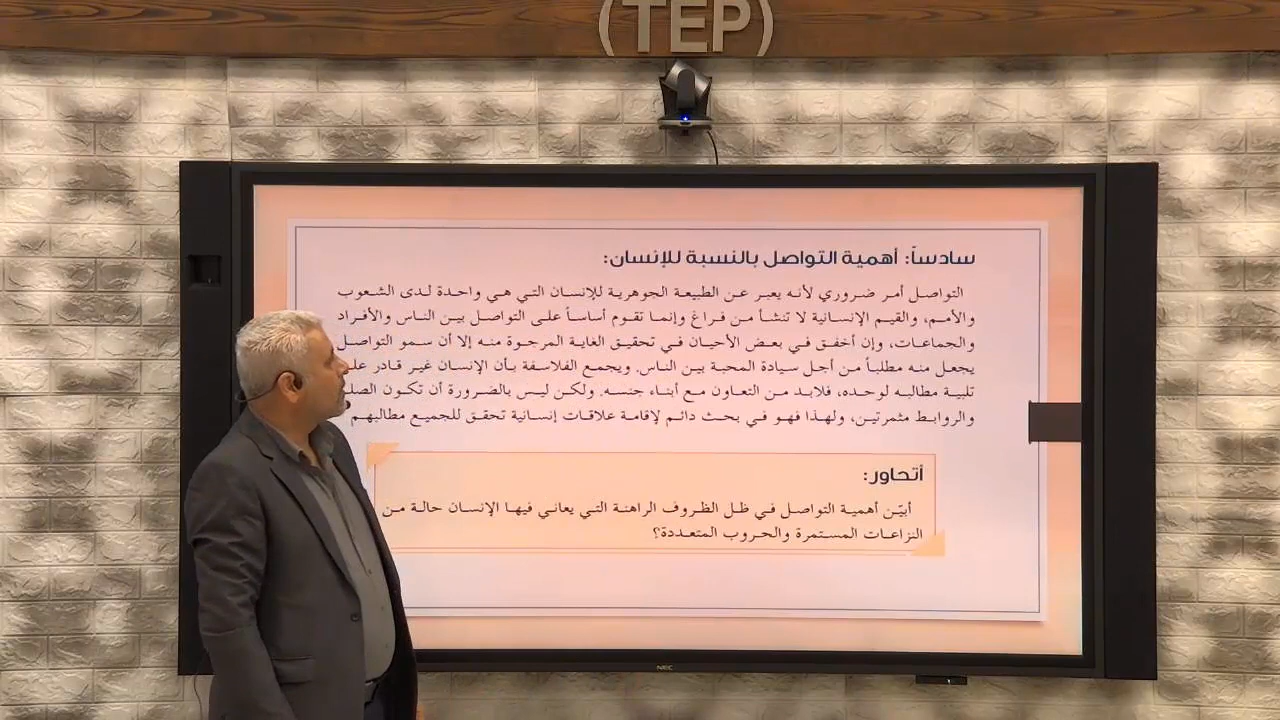 (TEP)
سادساً: أهمية التواصل بالنسبة للإنسان:
التواصل أمر ضروري لأنه يعبر عن الطبيعة الجوهرية للإنسان التي هي واحدة لدى الشعوب
والأمم، والقيم الإنسانية لا تنشأ من فراغ وإنما تقوم أساساً على التواصل بين الناس والأفراد
والجماعات، وإن أخفق في بعض الأحيان في تحقيق الغاية المرجوة منه إلا أن سمو التواصل
يجعل منه مطلباً من أجل سيادة المحبة بين الناس. ويجمع الفلاسفة بأن الإنسان غير قادر
تلبية مطالبه لوحده، فلابد من التعاون مع أبناء جنسه. ولكن ليس بالضرورة أن تكون
والروابط مثمرتين، ولهذا فهو في بحث دائم لإقامة علاقات إنسانية تحقق للجميع مطالبهم
أتحاور:
أبيّن أهمية التواصل في ظل الظروف الراهنة التي يعاني فيها الإنسان حالة من
النزاعات المستمرة والحروب المتعددة؟
NEC